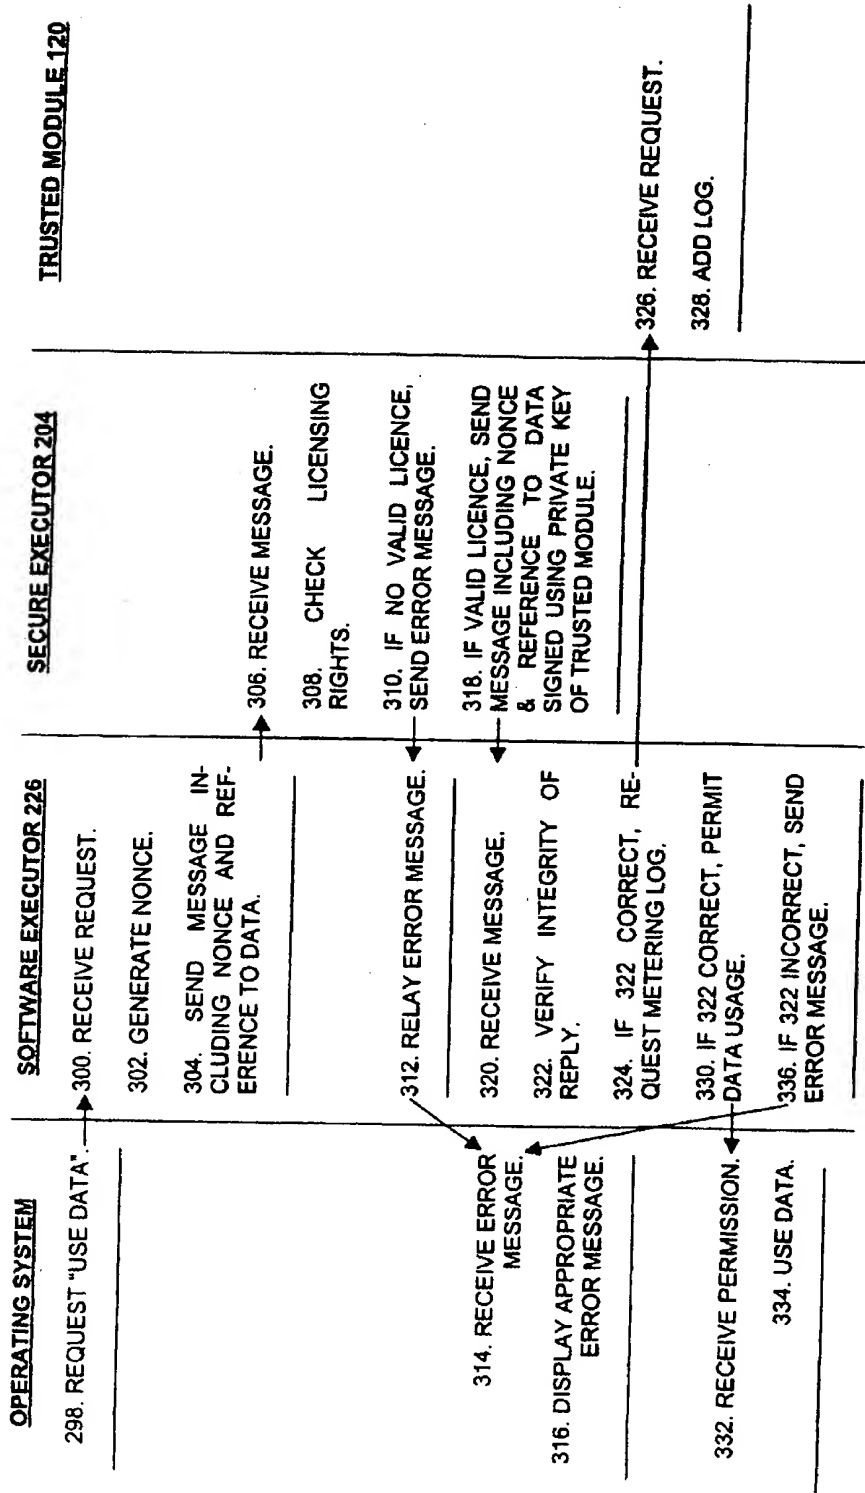 OPERATING SYSTEM
298. REQUEST "USE DATA".
314. RECEIVE ERROR
MESSAGE.
316. DISPLAY APPROPRIATE
ERROR MESSAGE.
332. RECEIVE PERMISSION.
334. USE DATA.
SOFTWARE EXECUTOR 226
300. RECEIVE REQUEST.
302. GENERATE NONCE.
304. SEND MESSAGE IN-
CLUDING NONCE AND REF-
ERENCE TO DATA.
312. RELAY ERROR MESSAGE.
320. RECEIVE MESSAGE.
322. VERIFY INTEGRITY OF
REPLY.
324. IF 322 CORRECT, RE-
QUEST METERING LOG.
330. IF 322 CORRECT, PERMIT
DATA USAGE.
336. IF 322 INCORRECT, SEND
ERROR MESSAGE.
SECURE EXECUTOR 204
306. RECEIVE MESSAGE.
308. CHECK LICENSING
RIGHTS.
310. IF NO VALID LICENCE,
SEND ERROR MESSAGE.
318. IF VALID LICENCE, SEND
MESSAGE INCLUDING NONCE
& REFERENCE TO DATA
SIGNED USING PRIVATE KEY
OF TRUSTED MODULE.
TRUSTED MODULE 120
326. RECEIVE REQUEST.
328. ADD LOG.